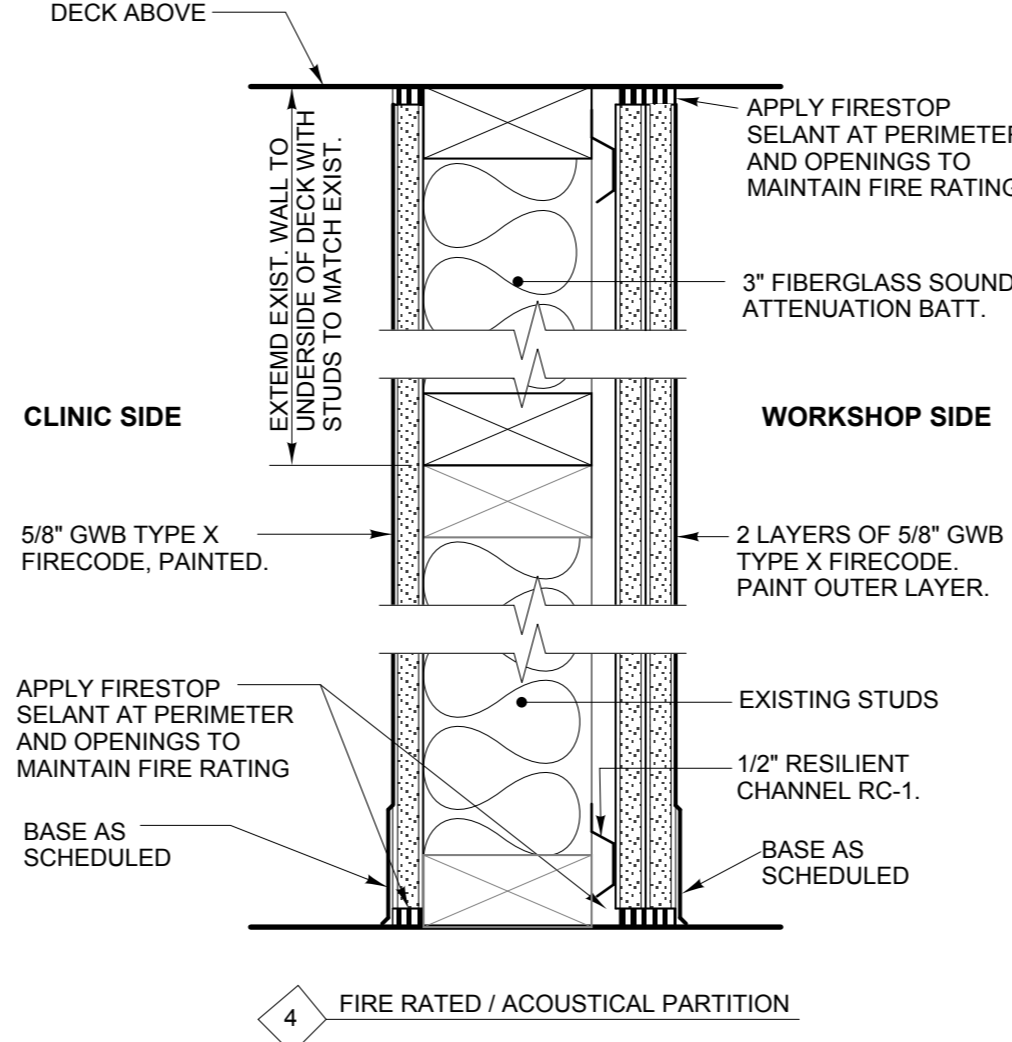 DECK ABOVE
APPLY FIRESTOP
SELANT AT PERIMETER
AND OPENINGS TO
MAINTAIN FIRE RATING
EXTEMD EXIST. WALL TO
UNDERSIDE OF DECK WITH
STUDS TO MATCH EXIST.
3" FIBERGLASS SOUND
ATTENUATION BATT.
CLINIC SIDE
WORKSHOP SIDE
5/8" GWB TYPE X
FIRECODE, PAINTED.
2 LAYERS OF 5/8" GWB
TYPE X FIRECODE.
PAINT OUTER LAYER.
APPLY FIRESTOP
SELANT AT PERIMETER
AND OPENINGS TO
MAINTAIN FIRE RATING
EXISTING STUDS
1/2" RESILIENT
CHANNEL RC-1.
BASE AS
SCHEDULED
BASE AS
SCHEDULED
4 FIRE RATED / ACOUSTICAL PARTITION